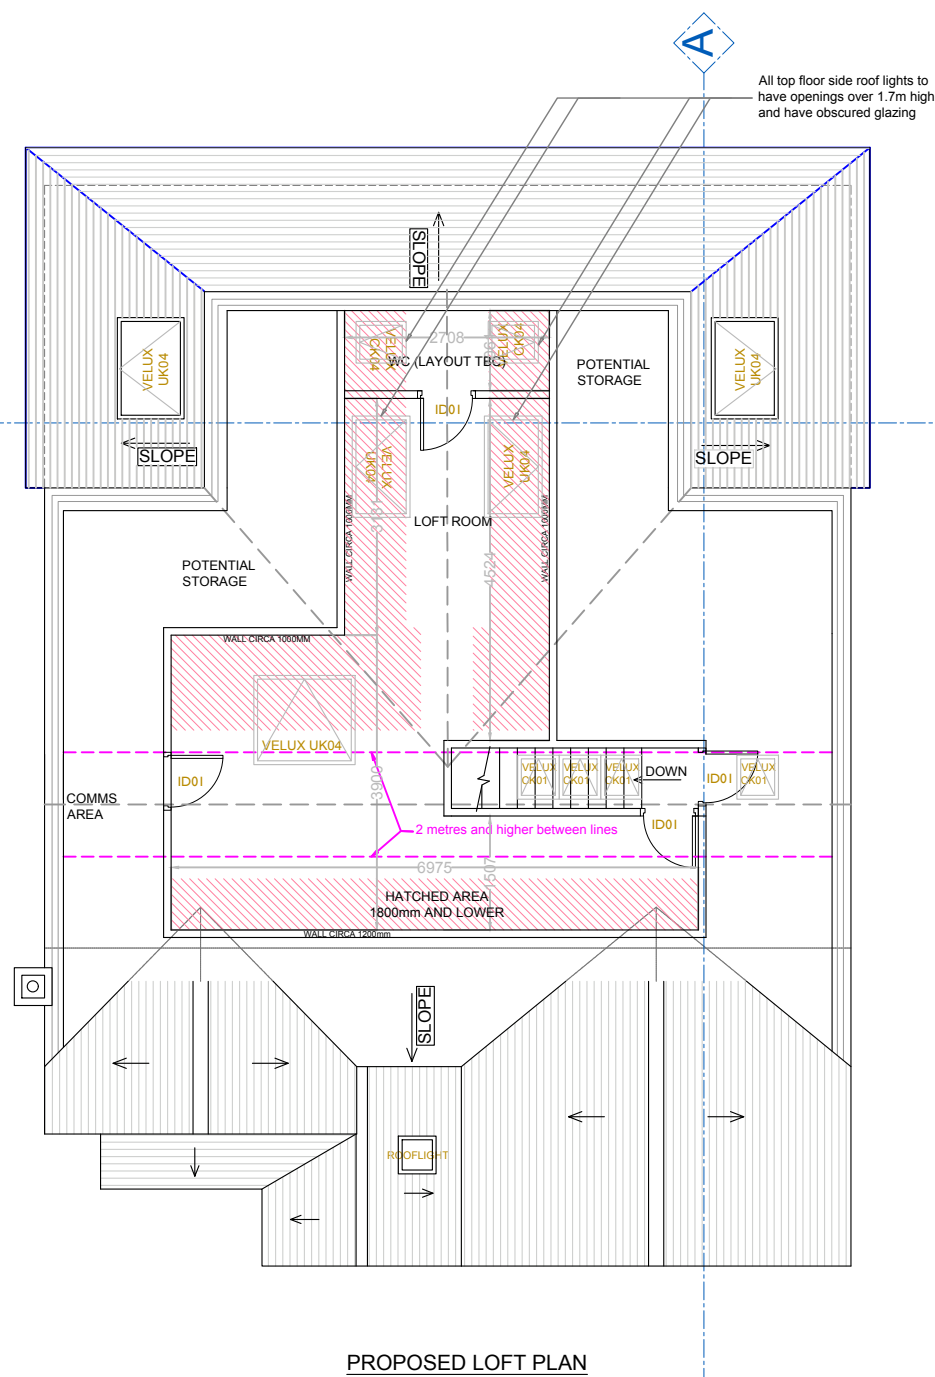 A
All top floor side roof lights to
have openings over 1.7m high
and have obscured glazing
SLOPE
VELUX
CK04
2708
VELUX
CK04
WC (LAYOUT TBC)
VELUX
UK04
POTENTIAL
STORAGE
VELUX
UK04
ID01
SLOPE
SLOPE
VELUX
UK04
VELUX
UK04
LOFT ROOM
WALL CIRCA 1000MM
WALL CIRCA 1000MM
4524
POTENTIAL
STORAGE
WALL CIRCA 1000MM
VELUX UK04
ID01
3900
VELUX
CK01
VELUX
CK01
VELUX
CK01
DOWN
ID01
VELUX
CK01
COMMS
AREA
ID01
2 metres and higher between lines
6975
1507
HATCHED AREA
1800mm AND LOWER
WALL CIRCA 1200mm
SLOPE
ROOFLIGHT
PROPOSED LOFT PLAN